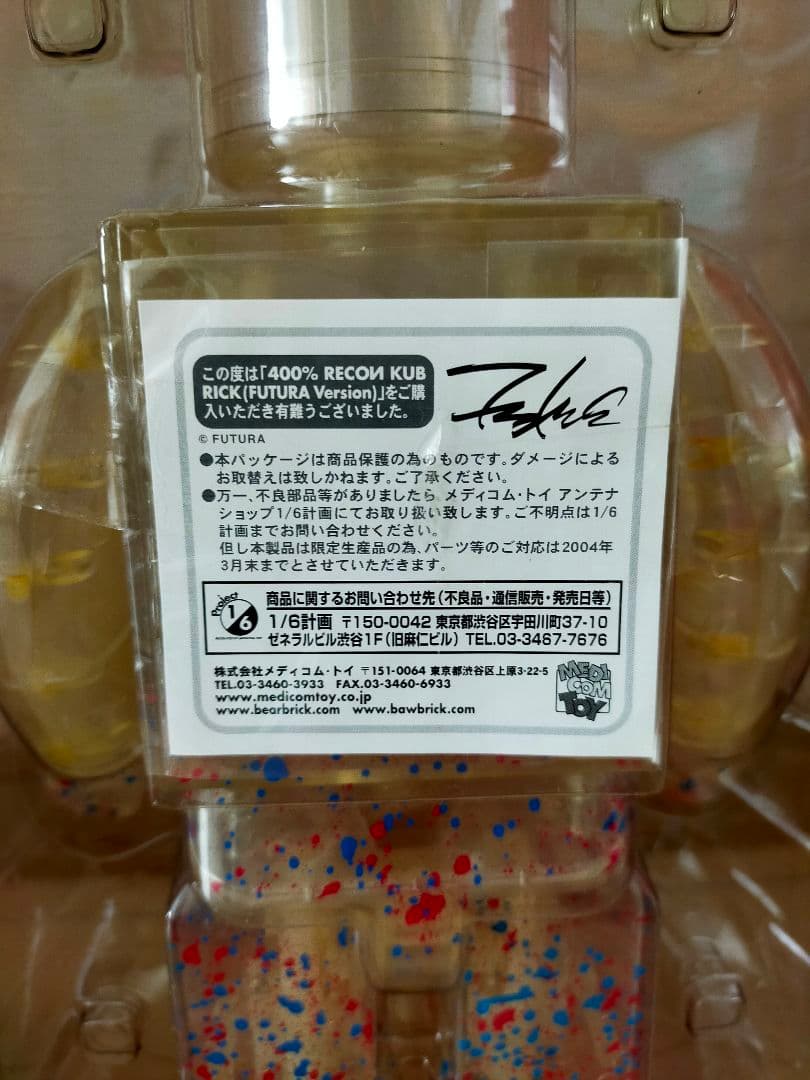 この度は「400% RECON KUB
RICK(FUTURA Version)」をご購
入いただき有難うございました。
© FUTURA
●本パッケージは商品保護の為のものです。ダメージによる
お取替えは致しかねます。ご了承ください。
●万一、不良部品等がありましたら、メディコム・トイ アンテナ
ショップ1/6計画にてお取り扱い致します。ご不明点は1/6
計画までお問い合わせください。
但し本製品は限定生産品の為、パーツ等のご対応は2004年
3月末までとさせていただきます。
Project 1/6
商品に関するお問い合わせ先(不良品・通信販売・発売日等)
1/6計画 〒150-0042 東京都渋谷区宇田川町37-10
ゼネラルビル渋谷1F(旧麻仁ビル) TEL.03-3467-7676
株式会社メディコム・トイ 〒151-0064 東京都渋谷区上原3-22-5
TEL.03-3460-3933 FAX.03-3460-6933
www.medicomtoy.co.jp
www.bearbrick.com www.bawbrick.com
MEDI
COM
TOY